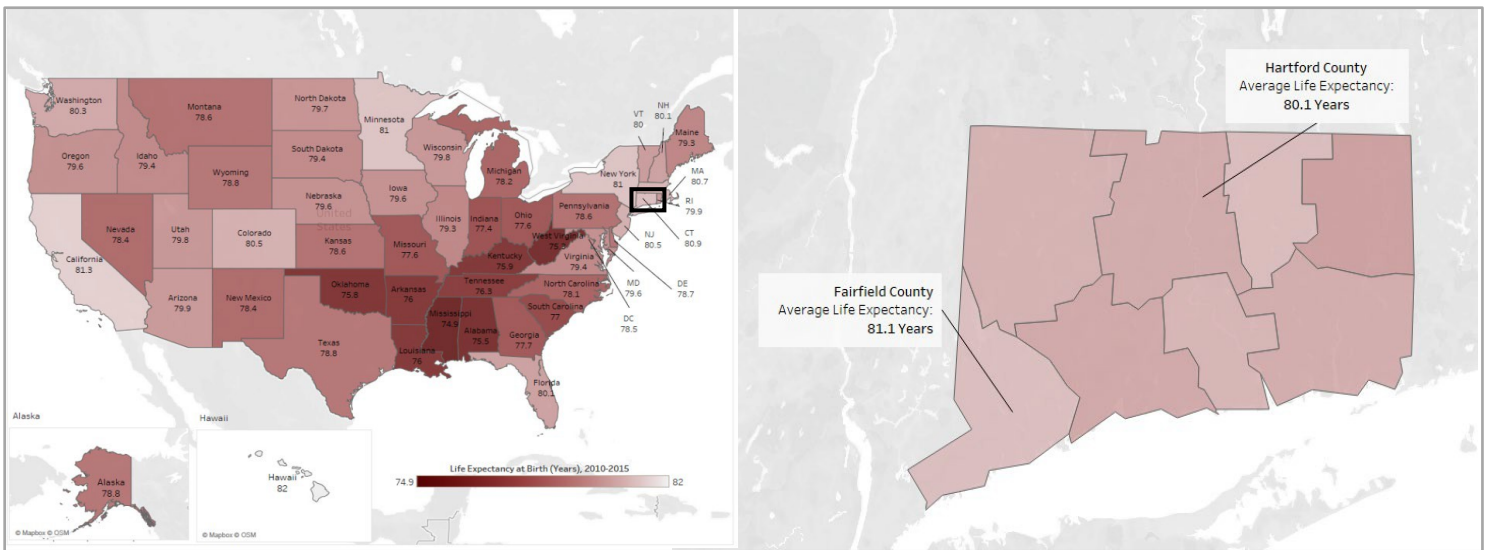 Washington
80.3
Montana
78.6
North Dakota
79.7
Minnesota
81
Oregon
79.6
Idaho
79.4
Wyoming
78.8
South Dakota
79.4
Wisconsin
79.8
Michigan
78.2
New York
81
VT
80
NH
80.1
Maine
79.3
MA
80.7
RI
79.9
CT
80.9
NJ
80.5
DE
78.7
MD
79.6
DC
78.5
Nevada
78.4
Utah
79.8
Colorado
80.5
Nebraska
79.6
United
States
Iowa
79.6
Illinois
79.3
Indiana
77.4
Ohio
77.6
Pennsylvania
78.6
California
81.3
Kansas
78.6
Missouri
77.6
Kentucky
75.9
West Virginia
Virginia
79.4
Arizona
79.9
New Mexico
78.4
Oklahoma
75.8
Arkansas
76
Tennessee
76.3
North Carolina
78.1
South Carolina
77
Texas
78.8
Louisiana
76
Mississippi
74.9
Alabama
75.5
Georgia
77.7
Florida
80.1
Alaska
Alaska
78.8
© Mapbox © OSM
Hawaii
Hawaii
82
© Mapbox © OSM
Life Expectancy at Birth (Years), 2010-2015
74.9
82
Hartford County
Average Life Expectancy:
80.1 Years
Fairfield County
Average Life Expectancy:
81.1 Years